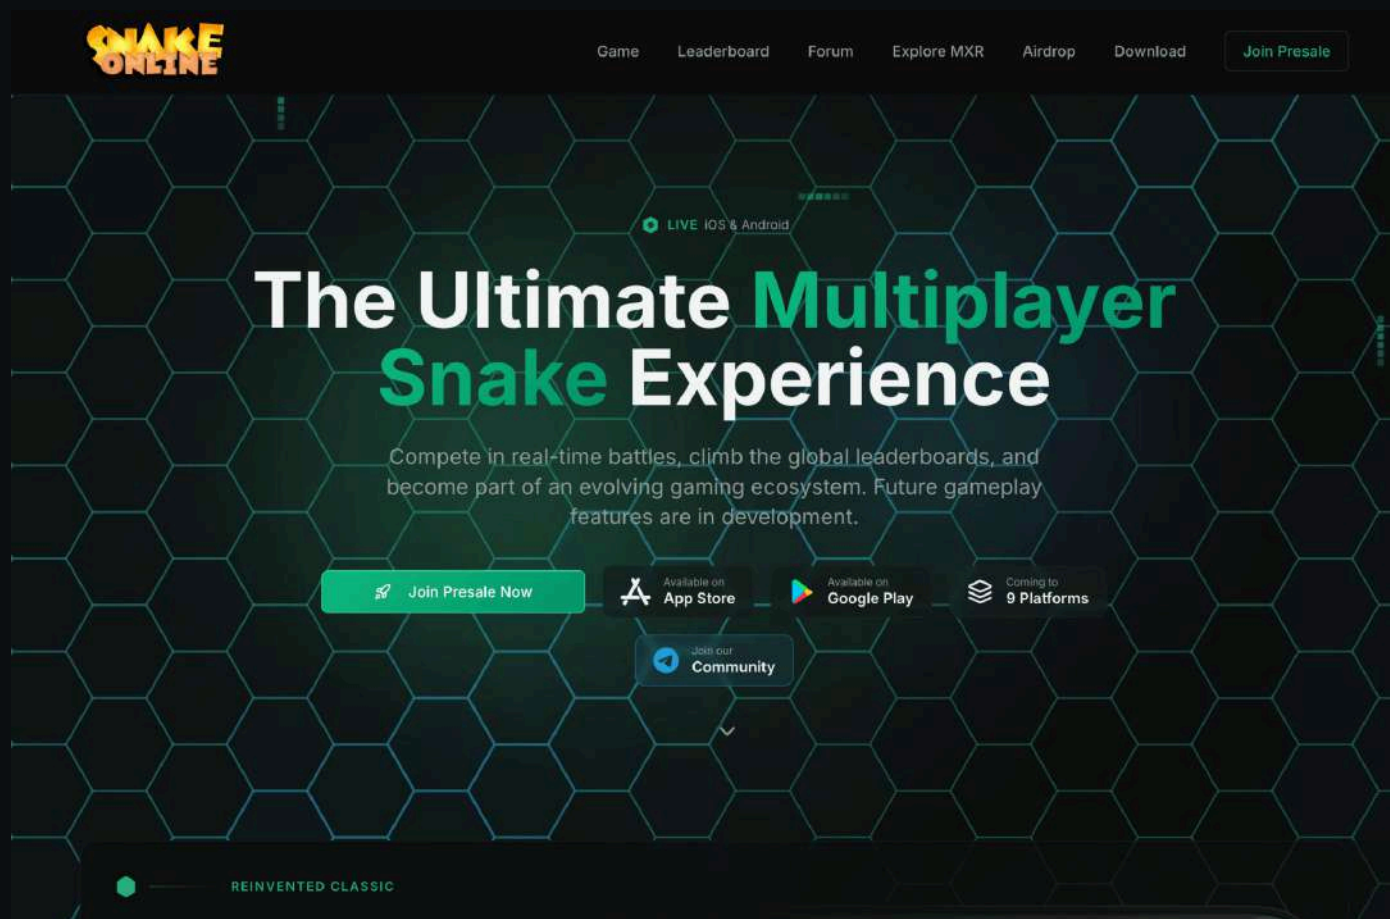 SNAKE
ONLINE
Game
Leaderboard
Forum
Explore MXR
Airdrop
Download
Join Presale
LIVE iOS & Android
The Ultimate Multiplayer
Snake Experience
Compete in real-time battles, climb the global leaderboards, and
become part of an evolving gaming ecosystem. Future gameplay
features are in development.
Join Presale Now
Available on
App Store
Available on
Google Play
Coming to
9 Platforms
Join our
Community
REINVENTED CLASSIC